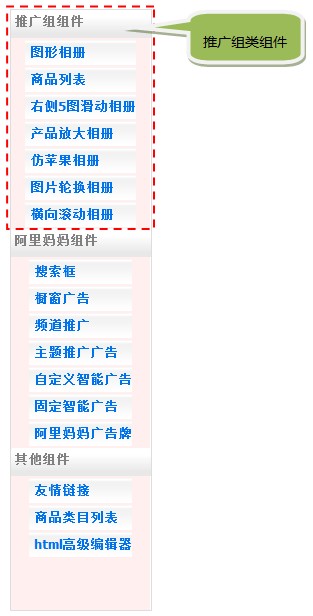 推广组组件
推广组类组件
图形相册
商品列表
右侧5图滑动相册
产品放大相册
仿苹果相册
图片轮换相册
横向滚动相册
阿里妈妈组件
搜索框
橱窗广告
频道推广
主题推广广告
自定义智能广告
固定智能广告
阿里妈妈广告牌
其他组件
友情链接
商品类目列表
html高级编辑器